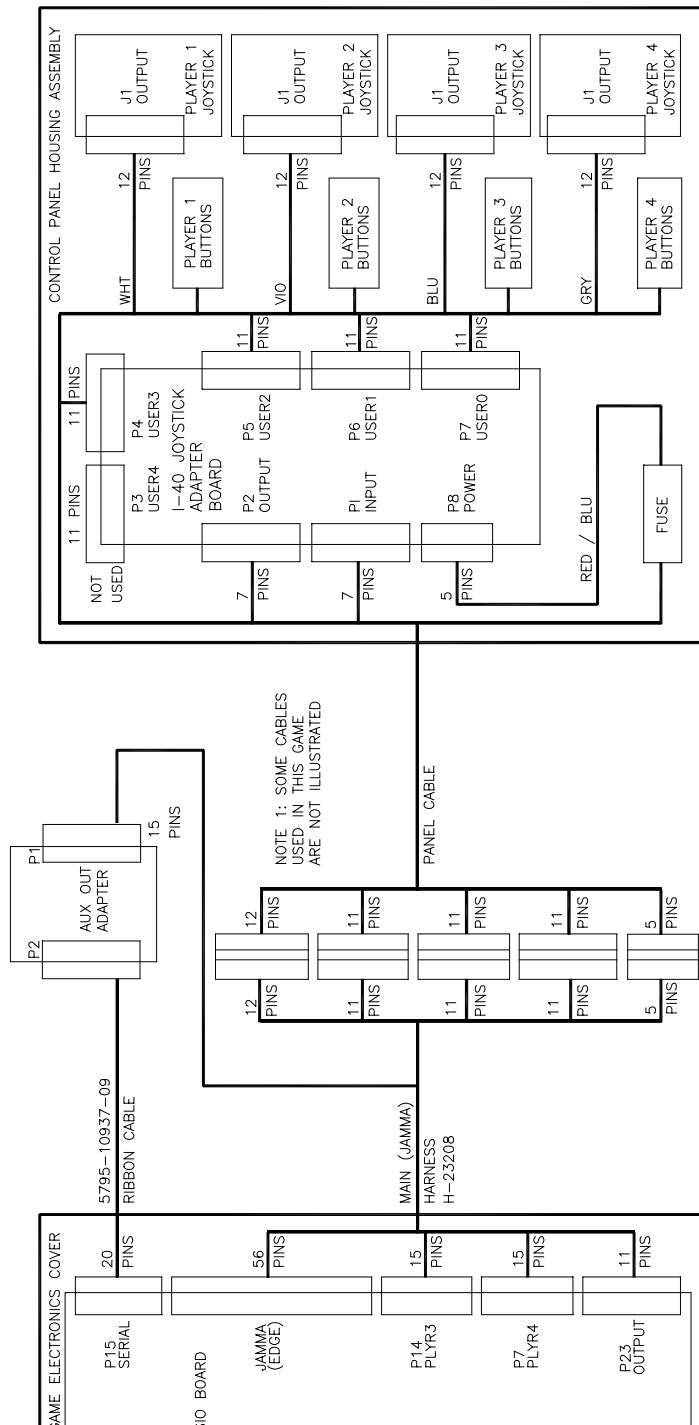 CONTROL PANEL HOUSING ASSEMBLY
J1
OUTPUT
PLAYER 1
JOYSTICK
J1
OUTPUT
PLAYER 2
JOYSTICK
J1
OUTPUT
PLAYER 3
JOYSTICK
J1
OUTPUT
PLAYER 4
JOYSTICK
12
PINS
12
PINS
12
PINS
12
PINS
PLAYER 1
BUTTONS
PLAYER 2
BUTTONS
PLAYER 3
BUTTONS
PLAYER 4
BUTTONS
WHT
VIO
BLU
GRY
11 PINS
11
PINS
11
PINS
11
PINS
P4
USER3
P5
USER2
P6
USER1
P7
USER0
I-40 JOYSTICK
ADAPTER
BOARD
11 PINS
P3
USER4
P2
OUTPUT
PI
INPUT
P8
POWER
NOT
USED
7
PINS
7
PINS
5
PINS
RED / BLU
FUSE
NOTE 1: SOME CABLES
USED IN THIS GAME
ARE NOT ILLUSTRATED
PANEL CABLE
P1
15
PINS
AUX OUT
ADAPTER
P2
12
PINS
11
PINS
11
PINS
11
PINS
5
PINS
12
PINS
11
PINS
11
PINS
11
PINS
5
PINS
5795-10937-09
RIBBON CABLE
MAIN (JAMMA)
HARNESS
H-23208
GAME ELECTRONICS COVER
20
PINS
56
PINS
15
PINS
15
PINS
11
PINS
P15
SERIAL
JAMMA
(EDGE)
P14
PLYR3
P7
PLYR4
P23
OUTPUT
SIO BOARD